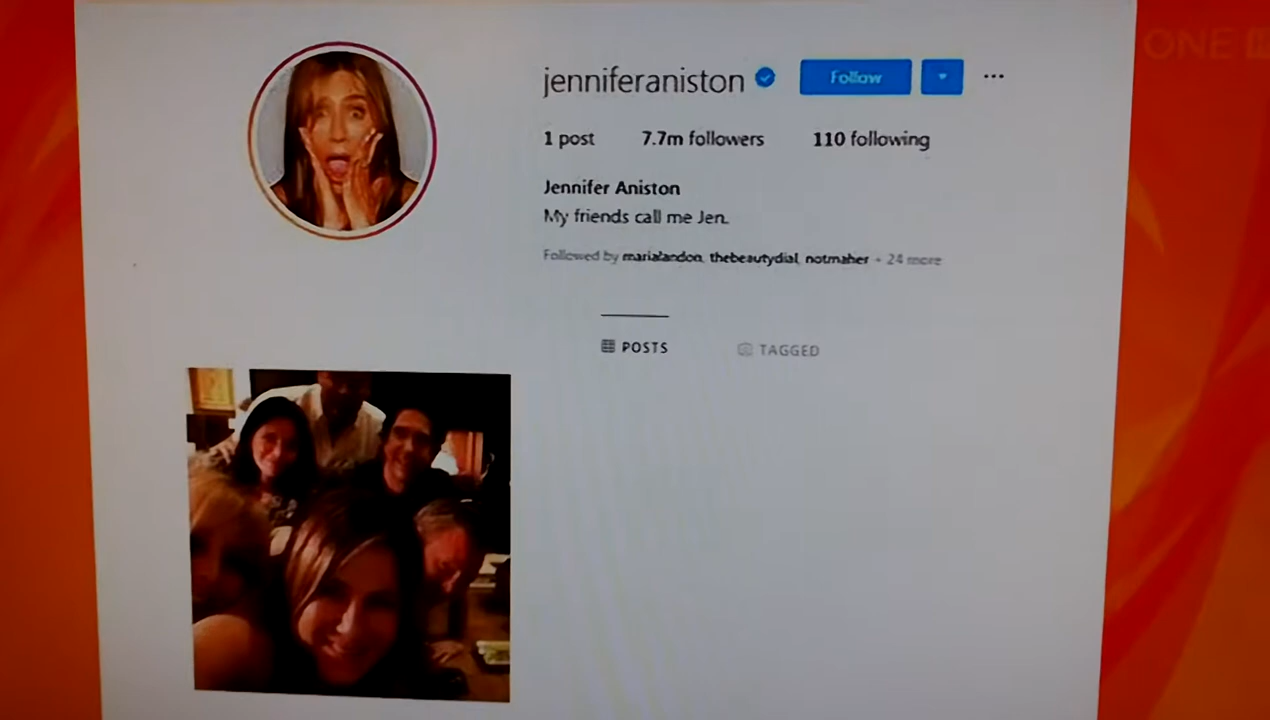 ONE
jenniferaniston Follow
1 post 7.7m followers 110 following
Jennifer Aniston
My friends call me Jen.
Followed by marialandon, thebeautydial, notmaher + 24 more
POSTS TAGGED